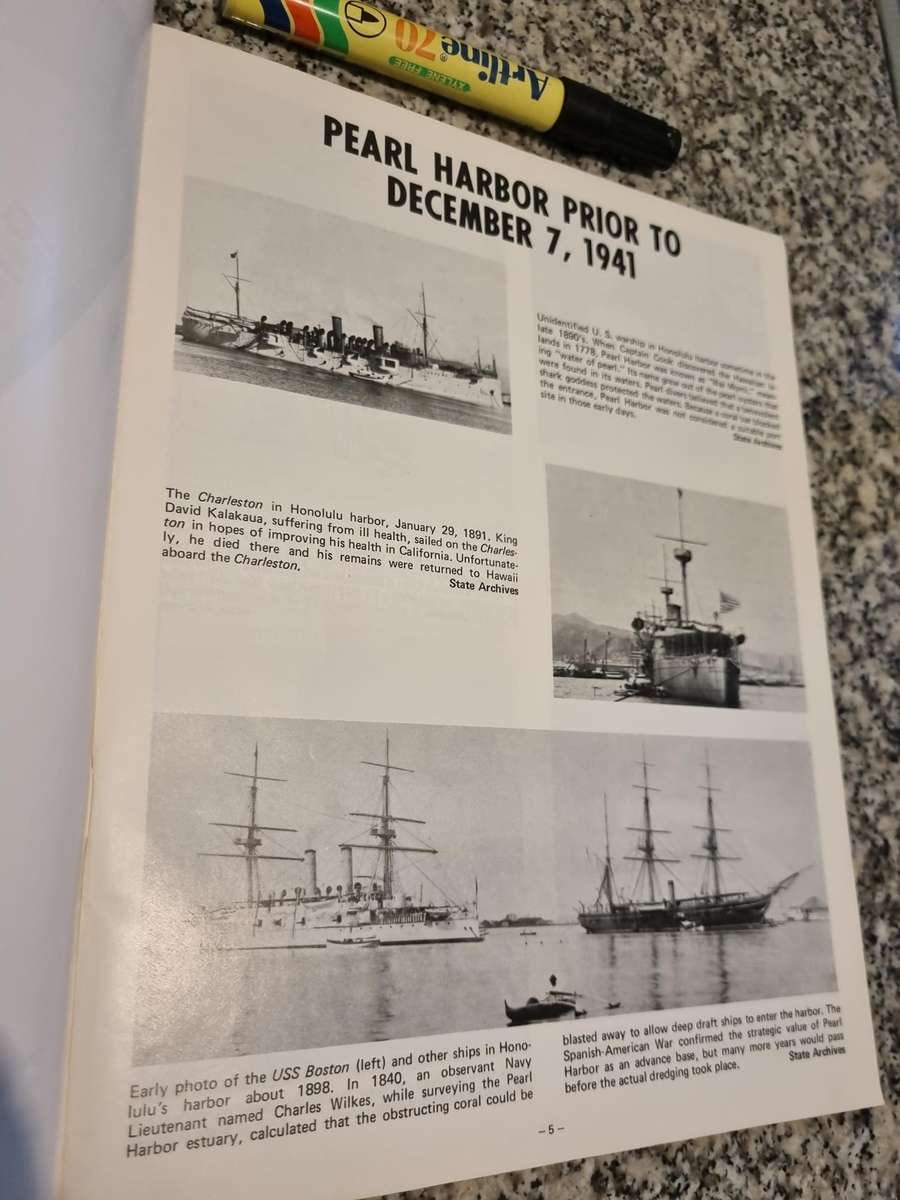 Artline 70
XYLENE FREE
PEARL HARBOR PRIOR TO
DECEMBER 7, 1941
Unidentified U. S. warship in Honolulu harbor sometime in the
late 1890's. When Captain Cook discovered the Hawaiian Is-
lands in 1778, Pearl Harbor was known as "Wai Momi," mean-
ing "water of pearl." Its name grew out of the pearl oysters that
were found in its waters. Pearl divers believed that a benevolent
shark goddess protected the waters. Because a coral bar blocked
the entrance, Pearl Harbor was not considered a suitable port
site in those early days.
State Archives
The Charleston in Honolulu harbor, January 29, 1891. King
David Kalakaua, suffering from ill health, sailed on the Charles-
ton in hopes of improving his health in California. Unfortunate-
ly, he died there and his remains were returned to Hawaii
aboard the Charleston.
State Archives
Early photo of the USS Boston (left) and other ships in Hono-
lulu's harbor about 1898. In 1840, an observant Navy
Lieutenant named Charles Wilkes, while surveying the Pearl
Harbor estuary, calculated that the obstructing coral could be
blasted away to allow deep draft ships to enter the harbor. The
Spanish-American War confirmed the strategic value of Pearl
Harbor as an advance base, but many more years would pass
before the actual dredging took place.
State Archives
-5-